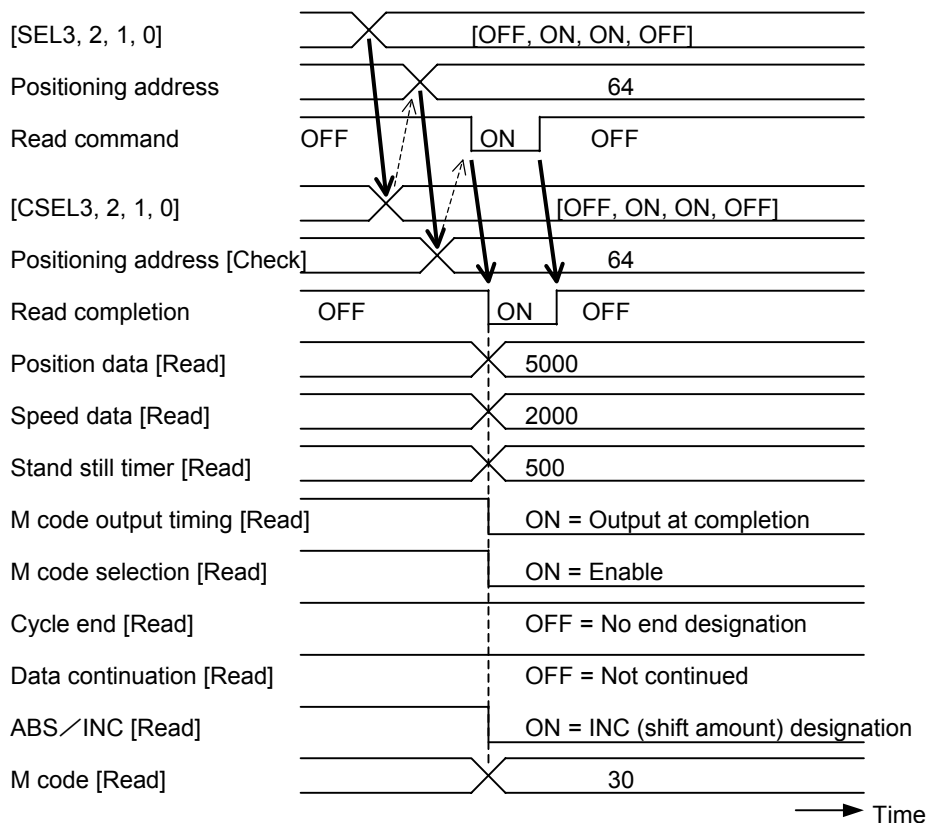 [SEL3, 2, 1, 0] [OFF, ON, ON, OFF]
Positioning address 64
Read command OFF ON OFF
[CSEL3, 2, 1, 0] [OFF, ON, ON, OFF]
Positioning address [Check] 64
Read completion OFF ON OFF
Position data [Read] 5000
Speed data [Read] 2000
Stand still timer [Read] 500
M code output timing [Read] ON = Output at completion
M code selection [Read] ON = Enable
Cycle end [Read] OFF = No end designation
Data continuation [Read] OFF = Not continued
ABS／INC [Read] ON = INC (shift amount) designation
M code [Read] 30
Time